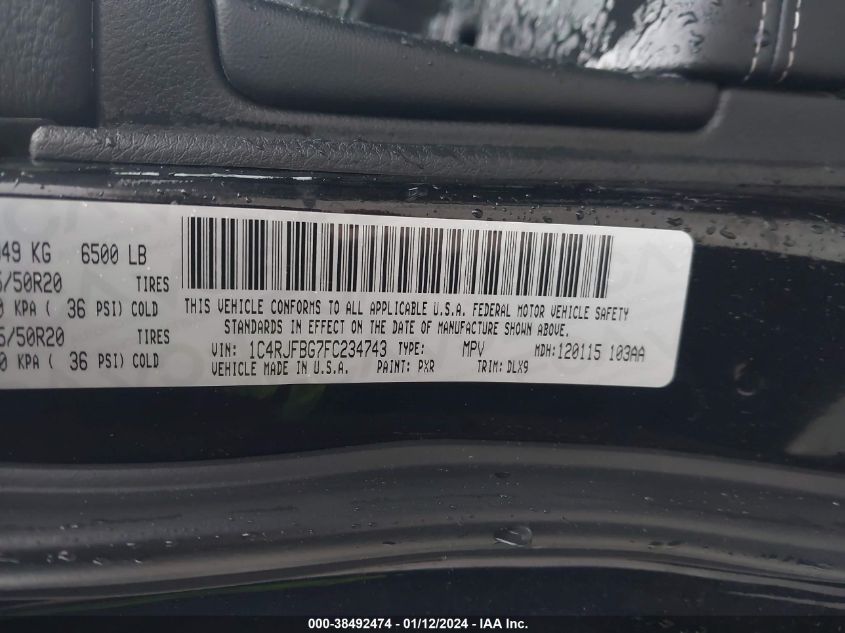 049 KG 6500 LB
5/50R20 TIRES
0 KPA ( 36 PSI) COLD
5/50R20 TIRES
0 KPA ( 36 PSI) COLD
THIS VEHICLE CONFORMS TO ALL APPLICABLE U.S.A. FEDERAL MOTOR VEHICLE SAFETY
STANDARDS IN EFFECT ON THE DATE OF MANUFACTURE SHOWN ABOVE.
VIN: 1C4RJFBG7FC234743 TYPE: MPV MDH:120115 103AA
VEHICLE MADE IN U.S.A. PAINT: PXR TRIM: DLX9
000-38492474 - 01/12/2024 - IAA Inc.